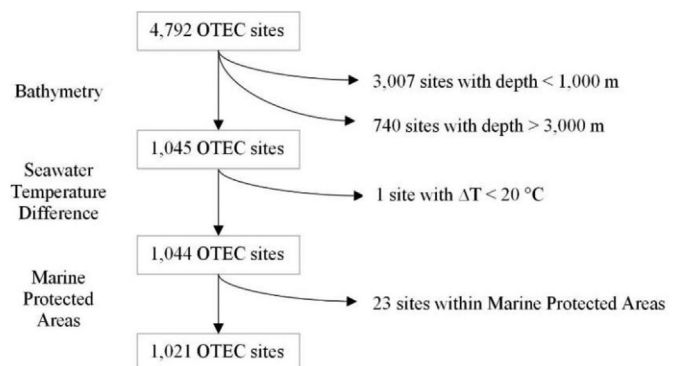 4,792 OTEC sites
Bathymetry
3,007 sites with depth < 1,000 m
740 sites with depth > 3,000 m
1,045 OTEC sites
Seawater
Temperature
Difference
1 site with ΔT < 20 °C
1,044 OTEC sites
Marine
Protected
Areas
23 sites within Marine Protected Areas
1,021 OTEC sites